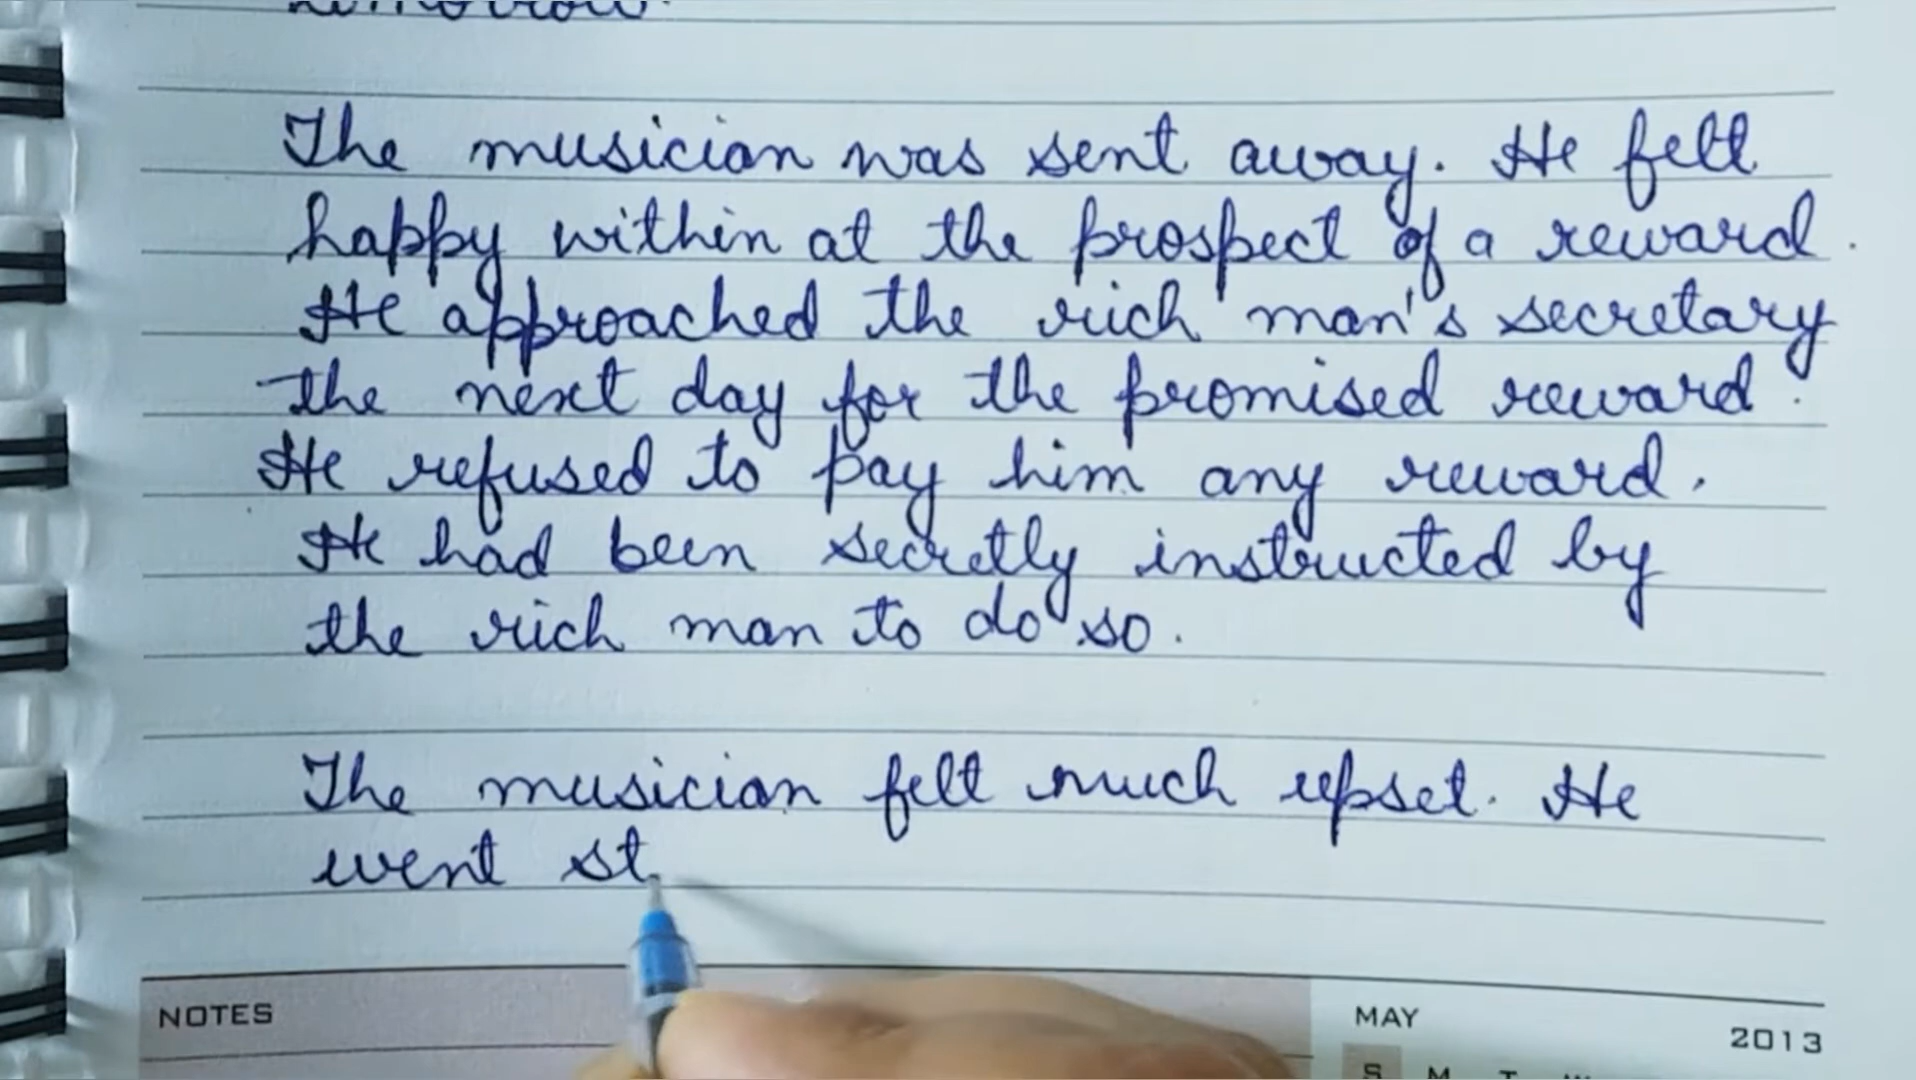 tomorrow.
The musician was sent away. He felt
happy within at the prospect of a reward.
He approached the rich man's secretary
the next day for the promised reward.
He refused to pay him any reward.
He had been secretly instructed by
the rich man to do so.
The musician felt much upset. He
went st
NOTES
MAY
2013
S M T W